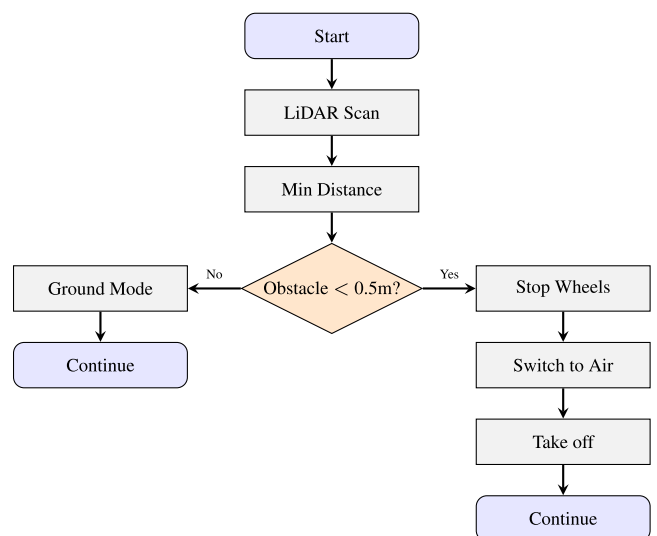 Start
LiDAR Scan
Min Distance
Obstacle < 0.5m?
No
Yes
Ground Mode
Continue
Stop Wheels
Switch to Air
Take off
Continue